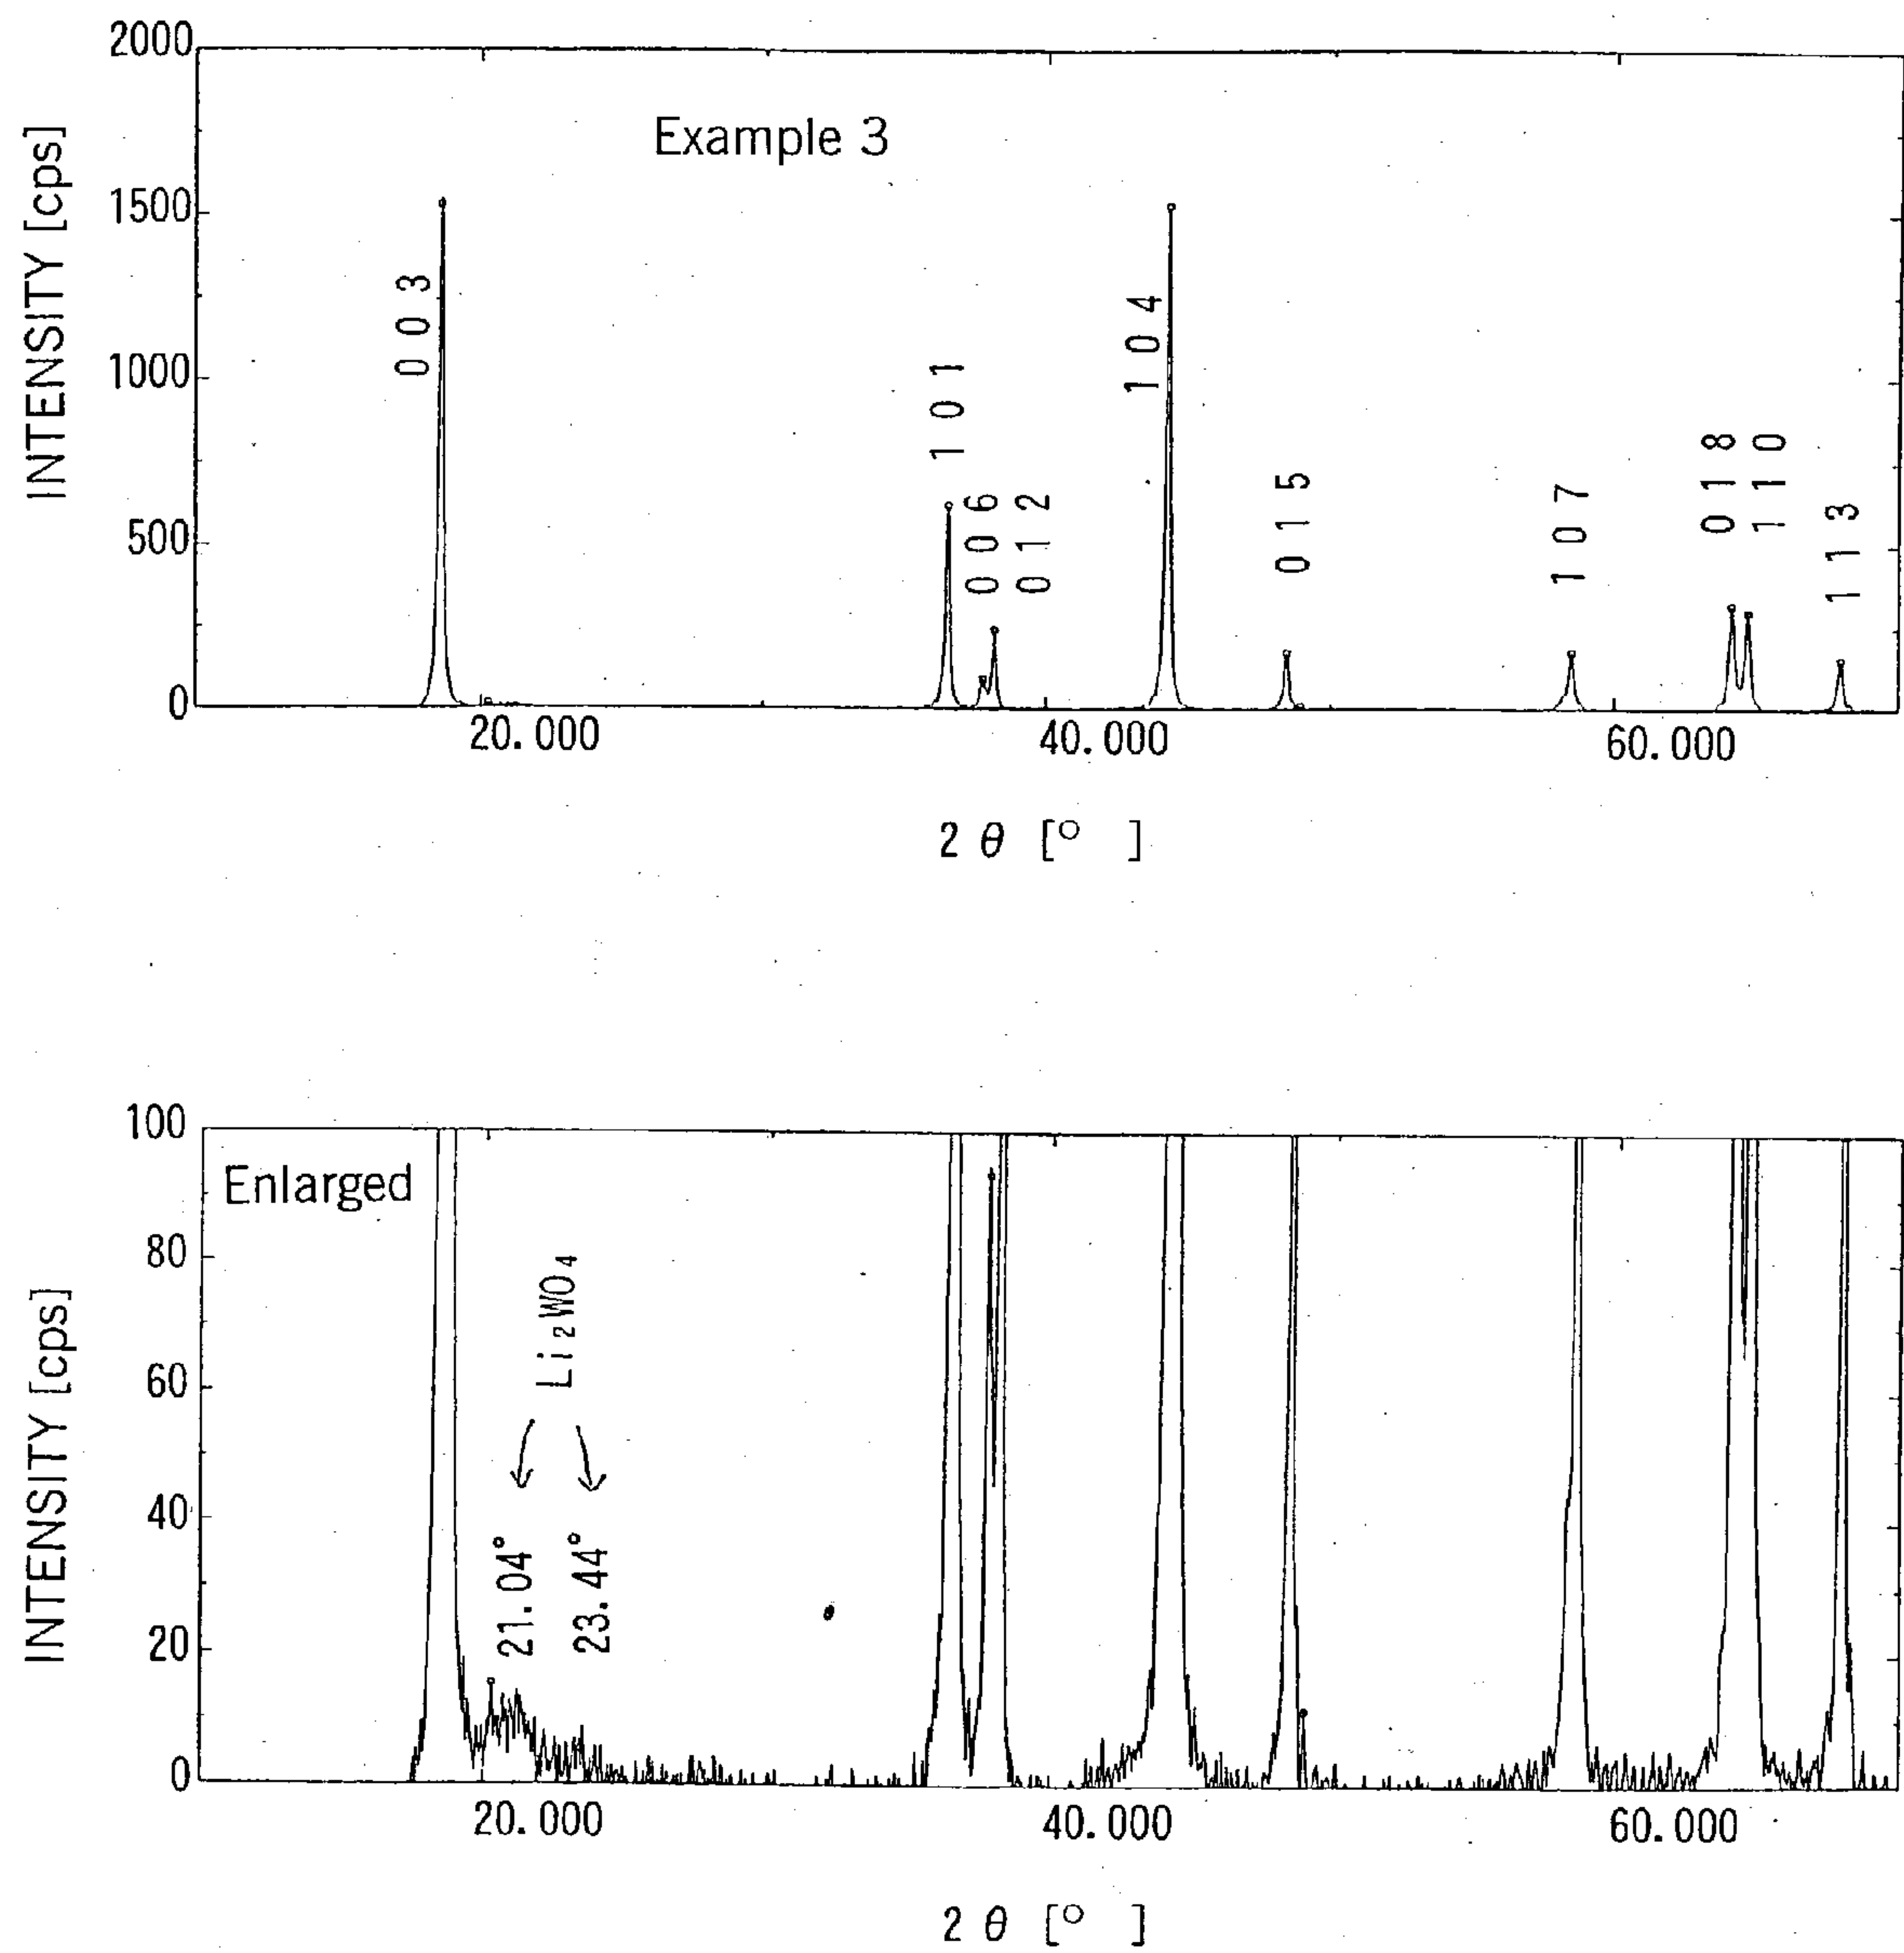 2000
Example 3
1500
1000
500
0
INTENSITY [cps]
0 0 3
1 0 1
0 0 6
0 1 2
1 0 4
0 1 5
1 0 7
0 1 8
1 1 0
1 1 3
20.000
40.000
60.000
2 θ [° ]
100
Enlarged
80
60
40
20
0
INTENSITY [cps]
Li₂WO₄
21.04°
23.44°
20.000
40.000
60.000
2 θ [° ]